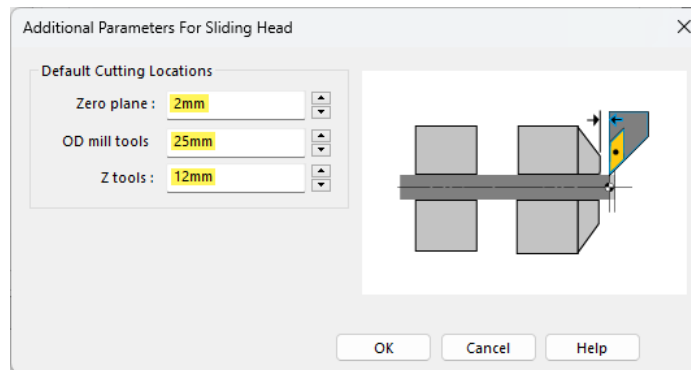 Additional Parameters For Sliding Head
Default Cutting Locations
Zero plane : 2mm
OD mill tools 25mm
Z tools : 12mm
OK Cancel Help